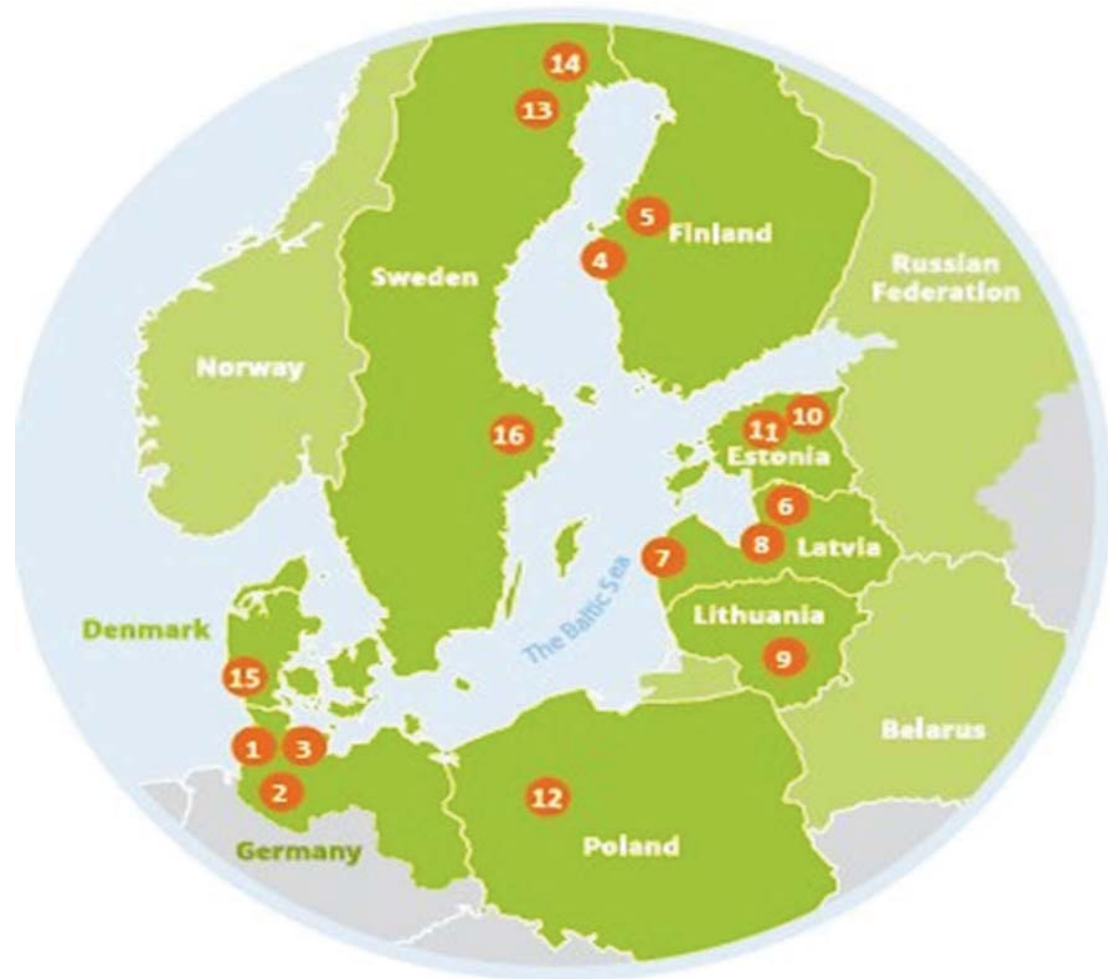 14
13
5
Finland
4
Sweden
Russian
Federation
Norway
10
11
16
Estonia
6
8
Latvia
7
The Baltic Sea
Lithuania
Denmark
9
15
Belarus
1
3
2
12
Poland
Germany